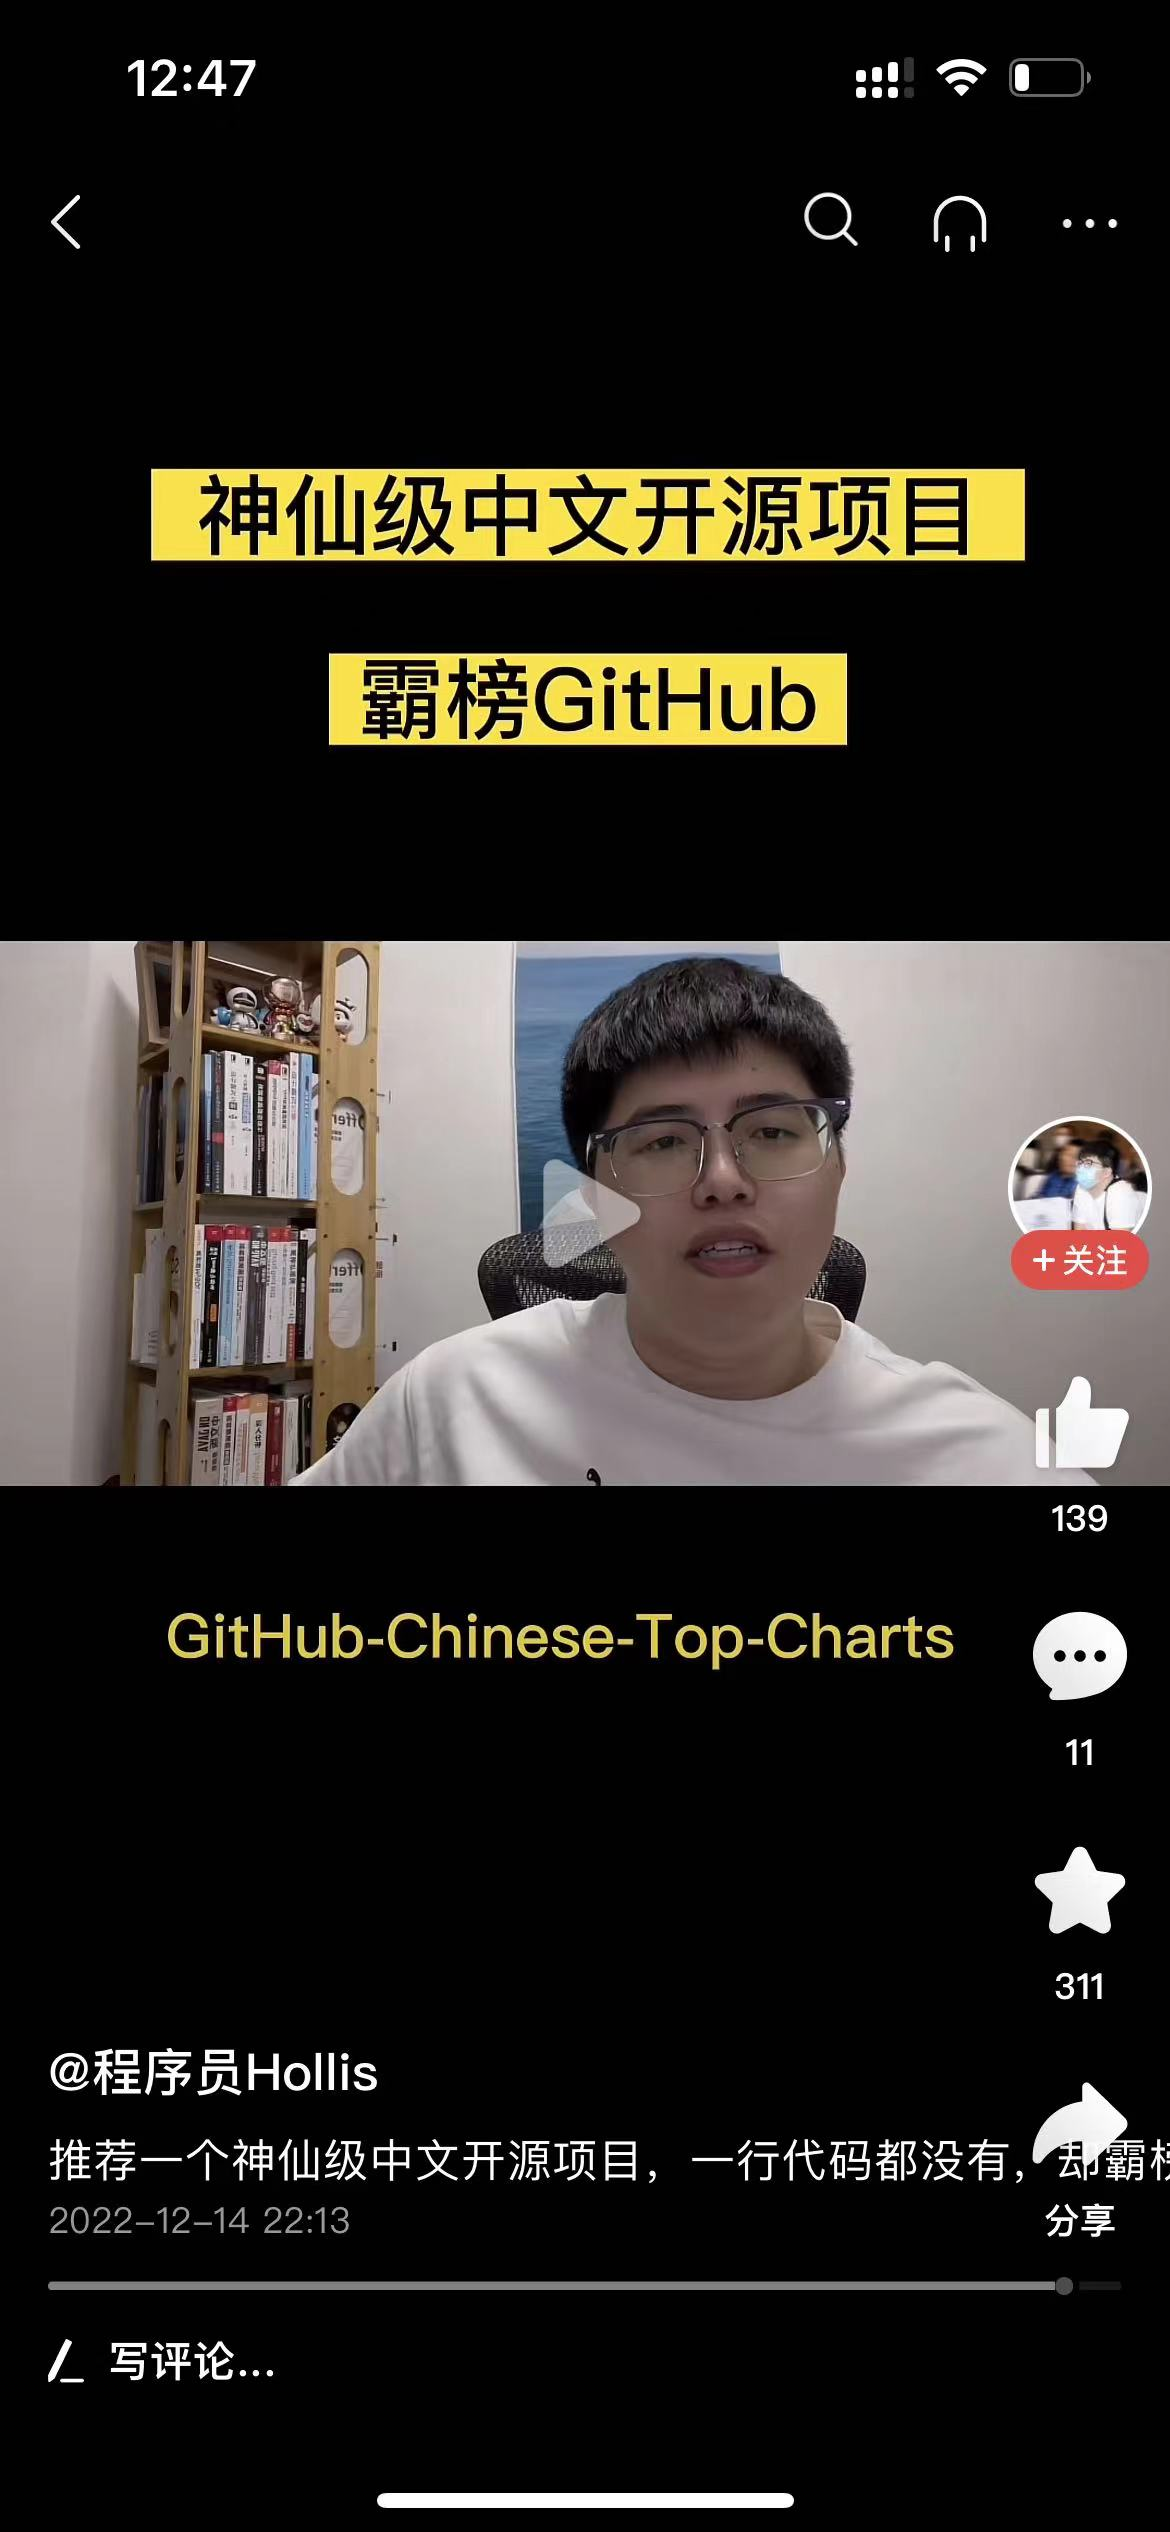 12:47
神仙级中文开源项目
霸榜GitHub
+关注
139
GitHub-Chinese-Top-Charts
11
311
@程序员Hollis
推荐一个神仙级中文开源项目，一行代码都没有，却霸榜
2022-12-14 22:13
分享
写评论...